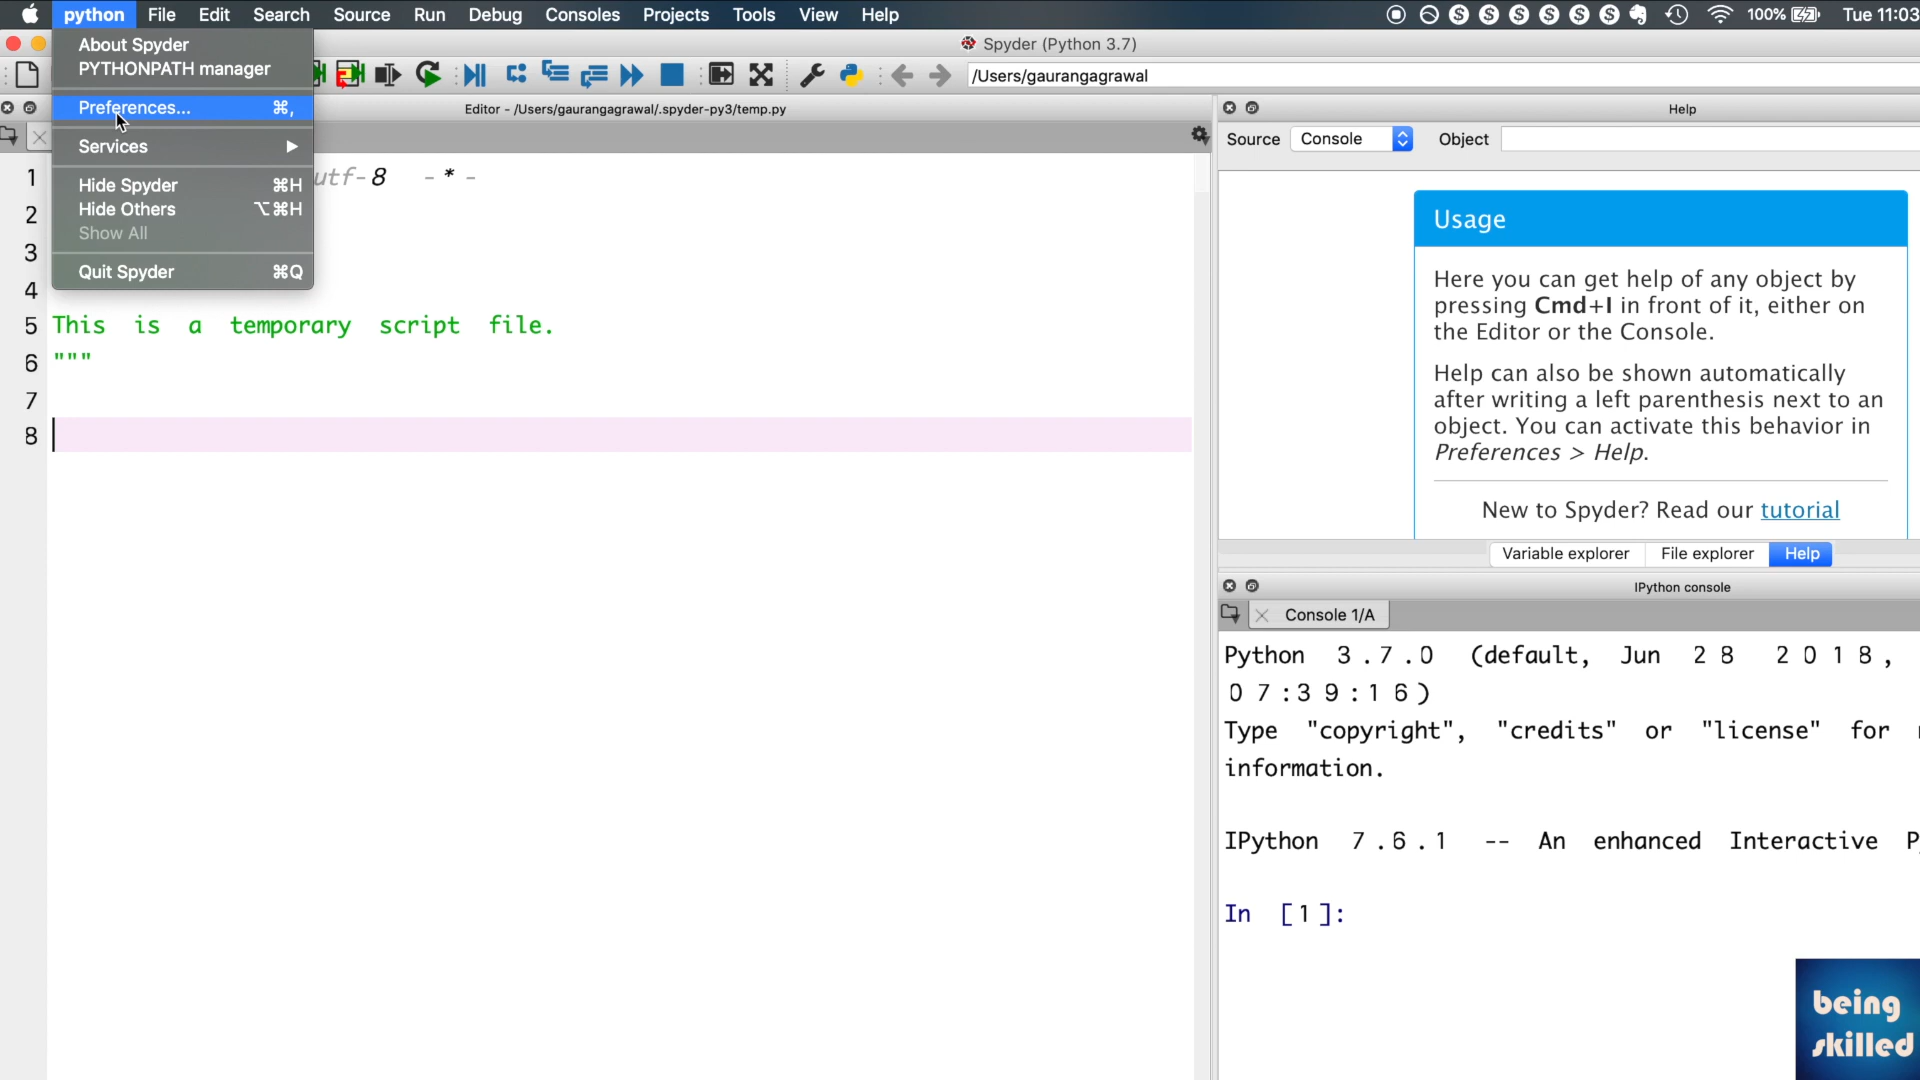 python File Edit Search Source Run Debug Consoles Projects Tools View Help 100% Tue 11:03
Spyder (Python 3.7)
About Spyder
PYTHONPATH manager
Preferences... ⌘,
Services
Hide Spyder ⌘H
Hide Others ⌥⌘H
Show All
Quit Spyder ⌘Q
/Users/gaurangagrawal
Editor - /Users/gaurangagrawal/.spyder-py3/temp.py
1 utf-8 -*-
2
3
4
5 This is a temporary script file.
6 """
7
8
Help
Source Console Object
Usage
Here you can get help of any object by
pressing Cmd+I in front of it, either on
the Editor or the Console.
Help can also be shown automatically
after writing a left parenthesis next to an
object. You can activate this behavior in
Preferences > Help.
New to Spyder? Read our tutorial
Variable explorer File explorer Help
IPython console
Console 1/A
Python 3.7.0 (default, Jun 28 2018,
07:39:16)
Type "copyright", "credits" or "license" for
information.
IPython 7.6.1 -- An enhanced Interactive
In [1]:
being
skilled